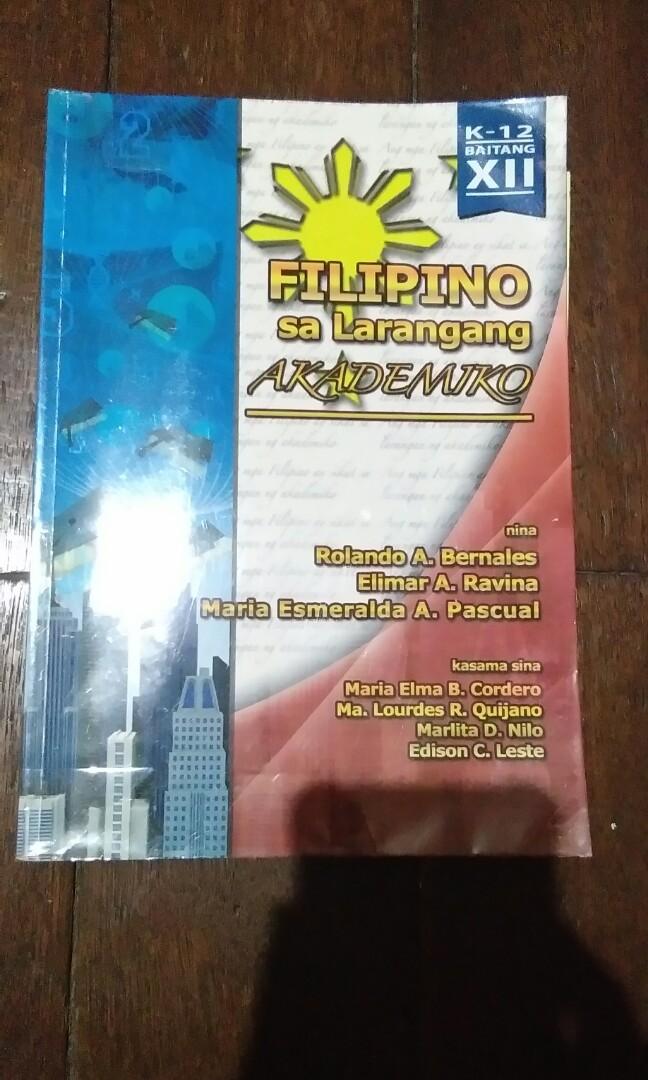 K-12
BAITANG
XII
FILIPINO
sa Larangang
AKADEMIKO
nina
Rolando A. Bernales
Elimar A. Ravina
Maria Esmeralda A. Pascual
kasama sina
Maria Elma B. Cordero
Ma. Lourdes R. Quijano
Marlita D. Nilo
Edison C. Leste